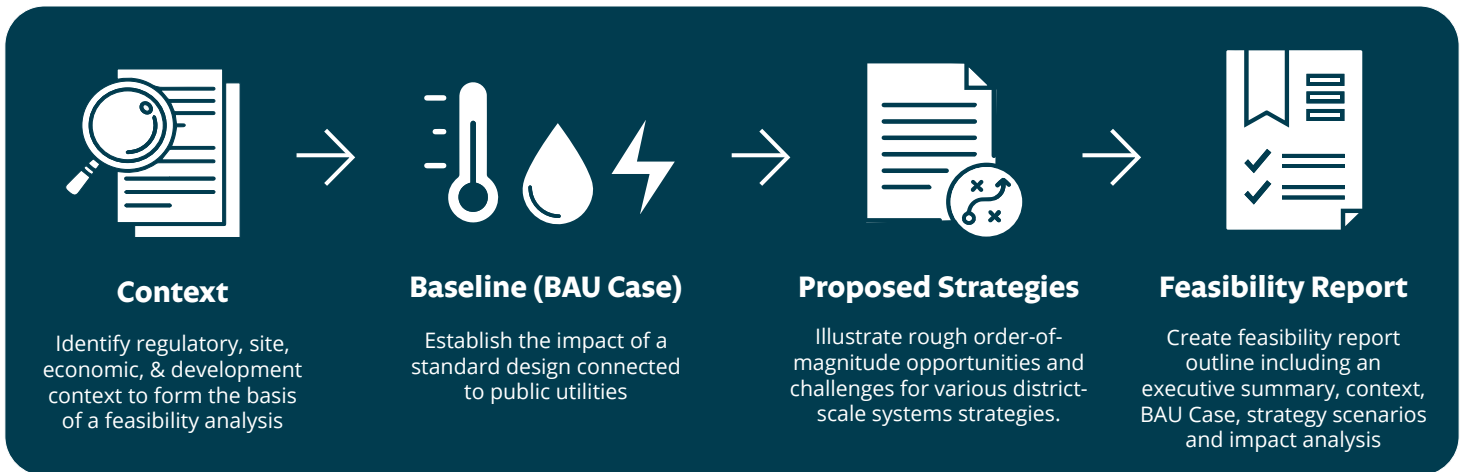 Context
Identify regulatory, site,
economic, & development
context to form the basis
of a feasibility analysis
Baseline (BAU Case)
Establish the impact of a
standard design connected
to public utilities
Proposed Strategies
Illustrate rough order-of-
magnitude opportunities and
challenges for various district-
scale systems strategies.
Feasibility Report
Create feasibility report
outline including an
executive summary, context,
BAU Case, strategy scenarios
and impact analysis